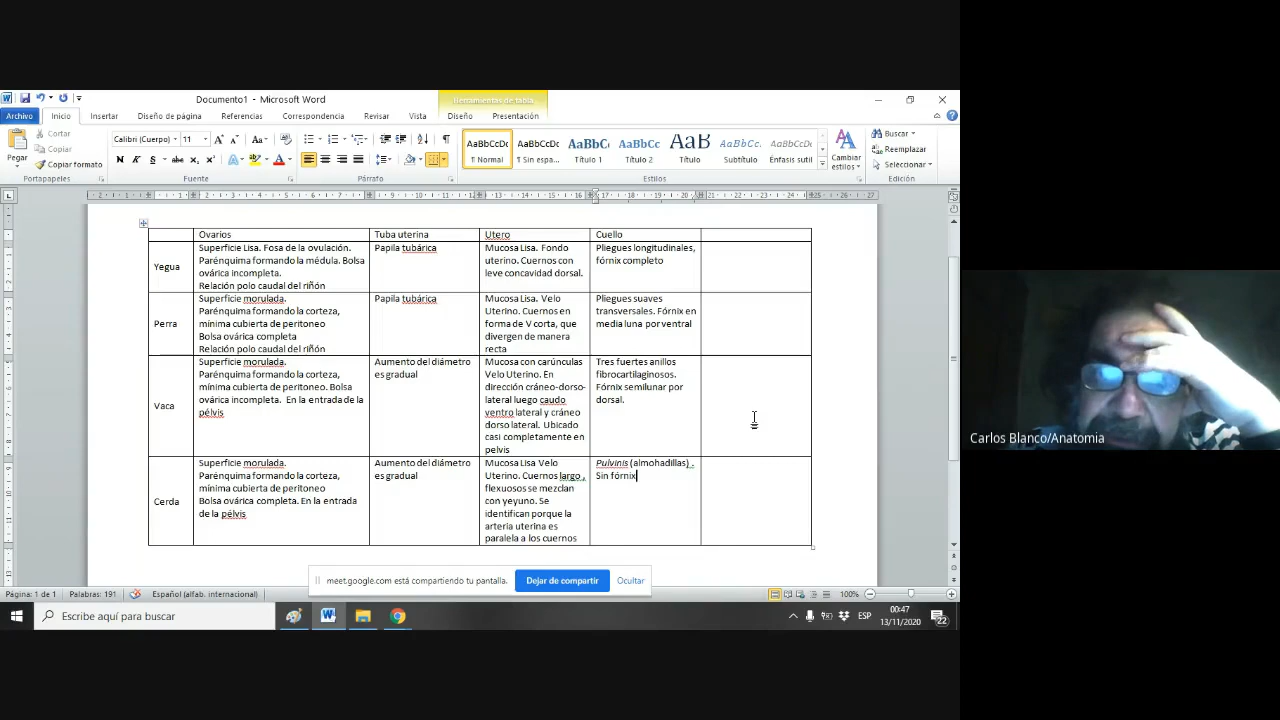 Documento1 - Microsoft Word
Herramientas de tabla
Archivo
Inicio
Insertar
Diseño de página
Referencias
Correspondencia
Revisar
Vista
Diseño
Presentación
Pegar
Cortar
Copiar
Copiar formato
Portapapeles
Calibri (Cuerpo)
11
Fuente
Párrafo
AaBbCcDc
¶ Normal
AaBbCcDc
¶ Sin espa...
AaBbC
Título 1
AaBbCc
Título 2
AaB
Título
AaBbCc.
Subtítulo
AaBbCcDc
Énfasis sutil
Cambiar
estilos
Estilos
Buscar
Reemplazar
Seleccionar
Edición
Ovarios
Tuba uterina
Utero
Cuello
Yegua
Superficie Lisa. Fosa de la ovulación.
Parénquima formando la médula. Bolsa
ovárica incompleta.
Relación polo caudal del riñón
Papila tubárica
Mucosa Lisa. Fondo
uterino. Cuernos con
leve concavidad dorsal.
Pliegues longitudinales,
fórnix completo
Perra
Superficie morulada.
Parénquima formando la corteza,
mínima cubierta de peritoneo
Bolsa ovárica completa
Relación polo caudal del riñón
Papila tubárica
Mucosa Lisa. Velo
Uterino. Cuernos en
forma de V corta, que
divergen de manera
recta
Pliegues suaves
transversales. Fórnix en
media luna por ventral
Vaca
Superficie morulada.
Parénquima formando la corteza,
mínima cubierta de peritoneo. Bolsa
ovárica incompleta. En la entrada de la
pélvis
Aumento del diámetro
es gradual
Mucosa con carúnculas
Velo Uterino. En
dirección cráneo-dorso-
lateral luego caudo
ventro lateral y cráneo
dorso lateral. Ubicado
casi completamente en
pelvis
Tres fuertes anillos
fibrocartilaginosos.
Fórnix semilunar por
dorsal.
Cerda
Superficie morulada.
Parénquima formando la corteza,
mínima cubierta de peritoneo
Bolsa ovárica completa. En la entrada
de la pélvis
Aumento del diámetro
es gradual
Mucosa Lisa Velo
Uterino. Cuernos largo ,
flexuosos se mezclan
con yeyuno. Se
identifican porque la
arteria uterina es
paralela a los cuernos
Pulvinis (almohadillas) .
Sin fórnix
meet.google.com está compartiendo tu pantalla.
Dejar de compartir
Ocultar
Página: 1 de 1
Palabras: 191
Español (alfab. internacional)
100%
Escribe aquí para buscar
ESP
00:47
13/11/2020
22
Carlos Blanco/Anatomia